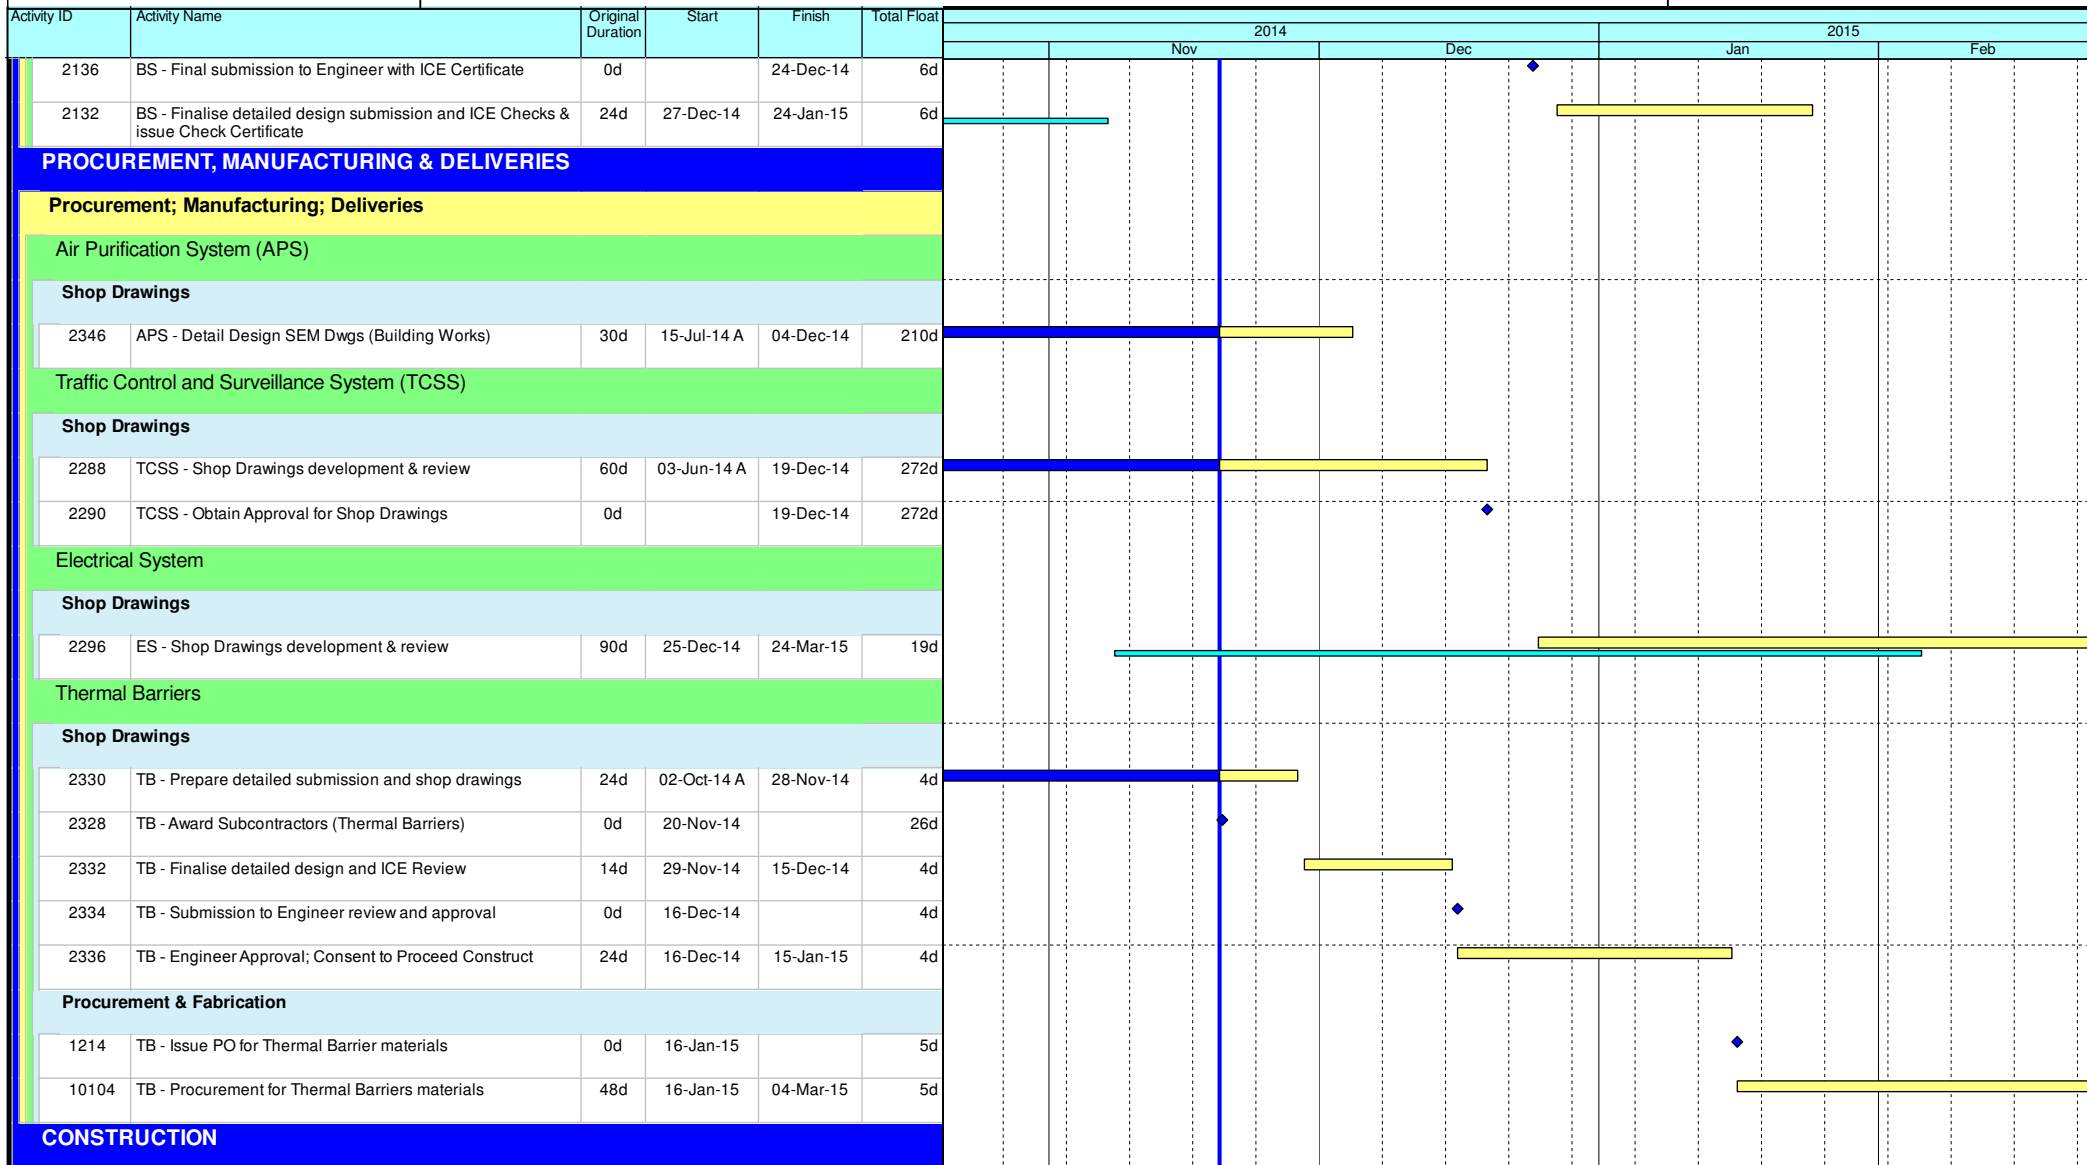 Activity ID Activity Name Original Duration Start Finish Total Float
2014 2015
Nov Dec Jan Feb
2136 BS - Final submission to Engineer with ICE Certificate 0d 24-Dec-14 6d
2132 BS - Finalise detailed design submission and ICE Checks & 24d 27-Dec-14 24-Jan-15 6d
issue Check Certificate
PROCUREMENT, MANUFACTURING & DELIVERIES
Procurement; Manufacturing; Deliveries
Air Purification System (APS)
Shop Drawings
2346 APS - Detail Design SEM Dwgs (Building Works) 30d 15-Jul-14 A 04-Dec-14 210d
Traffic Control and Surveillance System (TCSS)
Shop Drawings
2288 TCSS - Shop Drawings development & review 60d 03-Jun-14 A 19-Dec-14 272d
2290 TCSS - Obtain Approval for Shop Drawings 0d 19-Dec-14 272d
Electrical System
Shop Drawings
2296 ES - Shop Drawings development & review 90d 25-Dec-14 24-Mar-15 19d
Thermal Barriers
Shop Drawings
2330 TB - Prepare detailed submission and shop drawings 24d 02-Oct-14 A 28-Nov-14 4d
2328 TB - Award Subcontractors (Thermal Barriers) 0d 20-Nov-14 26d
2332 TB - Finalise detailed design and ICE Review 14d 29-Nov-14 15-Dec-14 4d
2334 TB - Submission to Engineer review and approval 0d 16-Dec-14 4d
2336 TB - Engineer Approval; Consent to Proceed Construct 24d 16-Dec-14 15-Jan-15 4d
Procurement & Fabrication
1214 TB - Issue PO for Thermal Barrier materials 0d 16-Jan-15 5d
10104 TB - Procurement for Thermal Barriers materials 48d 16-Jan-15 04-Mar-15 5d
CONSTRUCTION